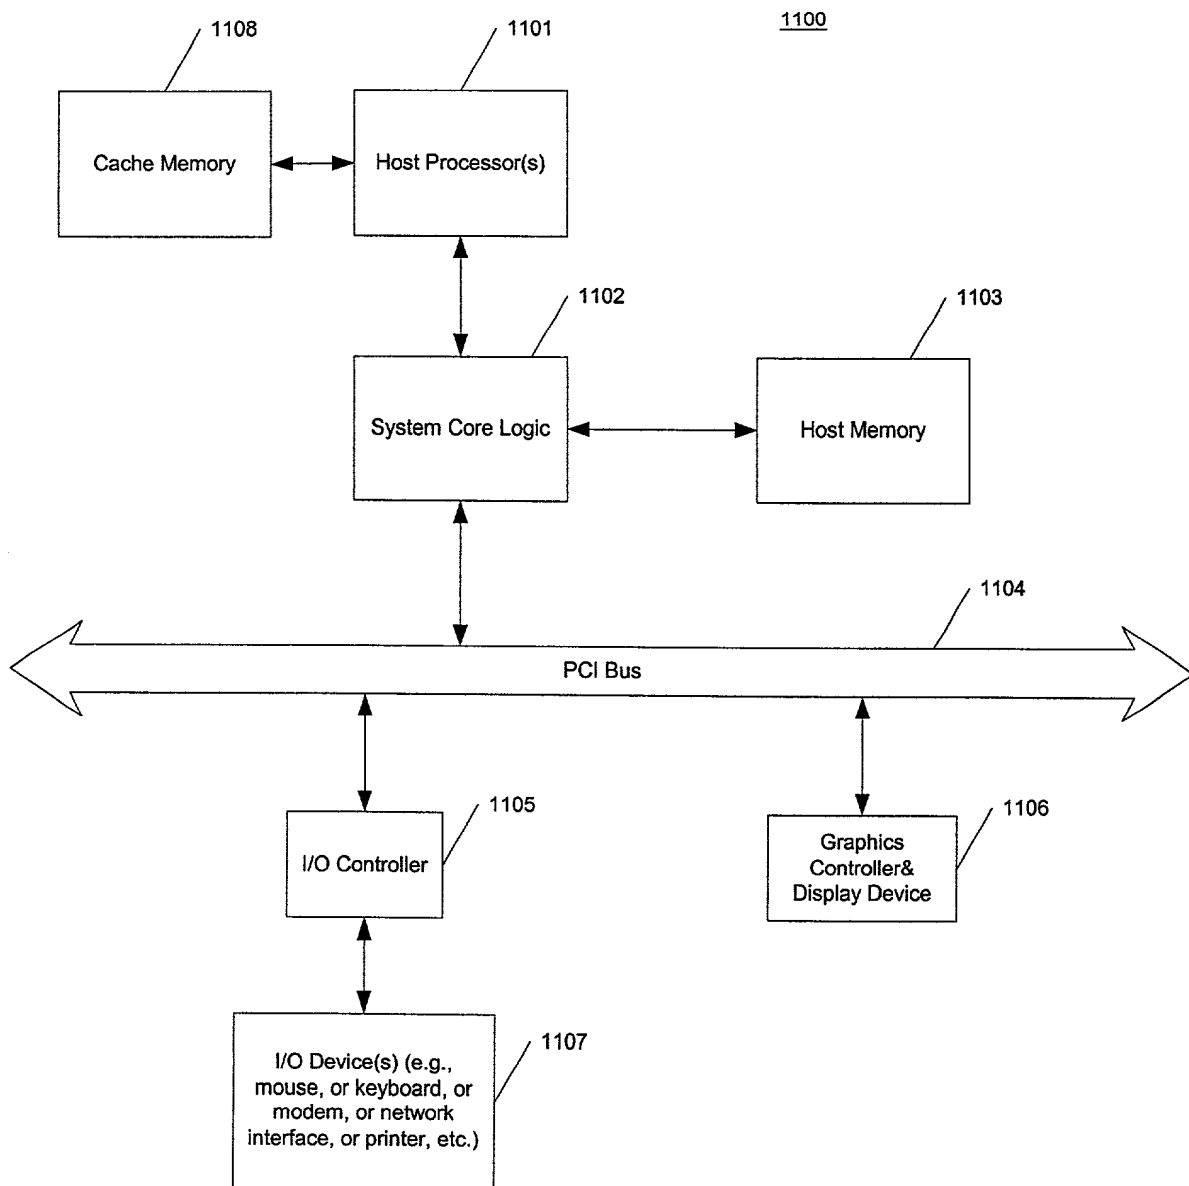 1100
1108
1101
Cache Memory
Host Processor(s)
1102
1103
System Core Logic
Host Memory
1104
PCI Bus
1105
1106
I/O Controller
Graphics
Controller&
Display Device
1107
I/O Device(s) (e.g.,
mouse, or keyboard, or
modem, or network
interface, or printer, etc.)